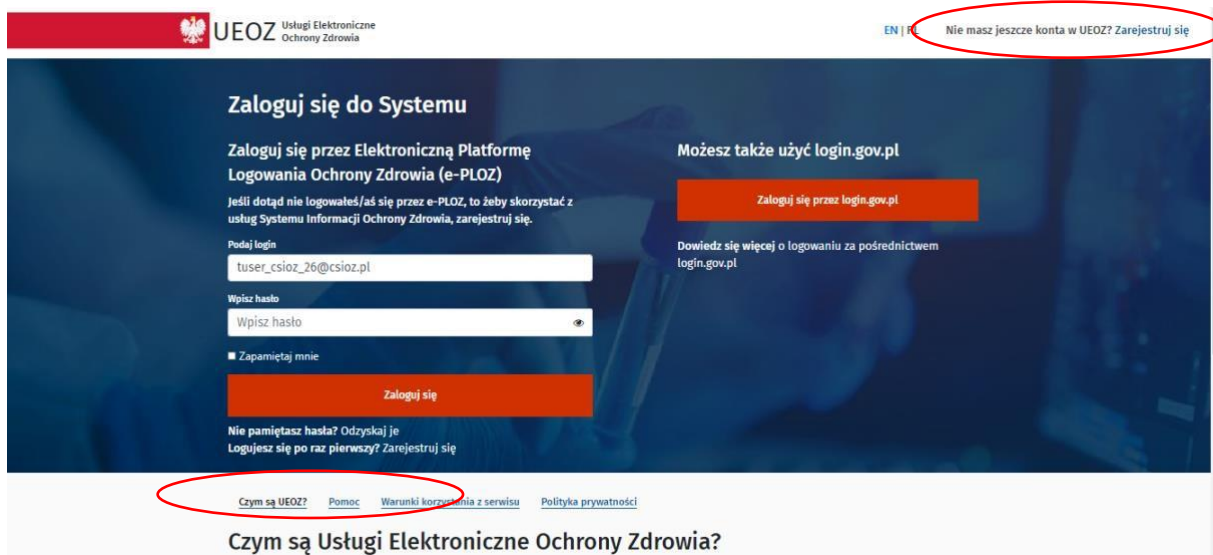 UEOZ Usługi Elektroniczne
Ochrony Zdrowia
EN | PL Nie masz jeszcze konta w UEOZ? Zarejestruj się
Zaloguj się do Systemu
Zaloguj się przez Elektroniczną Platformę
Logowania Ochrony Zdrowia (e-PLOZ)
Jeśli dotąd nie logowałeś/aś się przez e-PLOZ, to żeby skorzystać z
usług Systemu Informacji Ochrony Zdrowia, zarejestruj się.
Podaj login
tuser_csioz_26@csioz.pl
Wpisz hasło
Wpisz hasło
Zapamiętaj mnie
Zaloguj się
Nie pamiętasz hasła? Odzyskaj je
Logujesz się po raz pierwszy? Zarejestruj się
Możesz także użyć login.gov.pl
Zaloguj się przez login.gov.pl
Dowiedz się więcej o logowaniu za pośrednictwem
login.gov.pl
Czym są UEOZ? Pomoc Warunki korzystania z serwisu Polityka prywatności
Czym są Usługi Elektroniczne Ochrony Zdrowia?